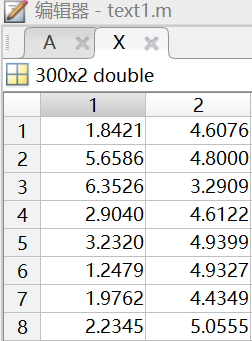 编辑器 - text1.m
A X
300x2 double
1 2
1 1.8421 4.6076
2 5.6586 4.8000
3 6.3526 3.2909
4 2.9040 4.6122
5 3.2320 4.9399
6 1.2479 4.9327
7 1.9762 4.4349
8 2.2345 5.0555